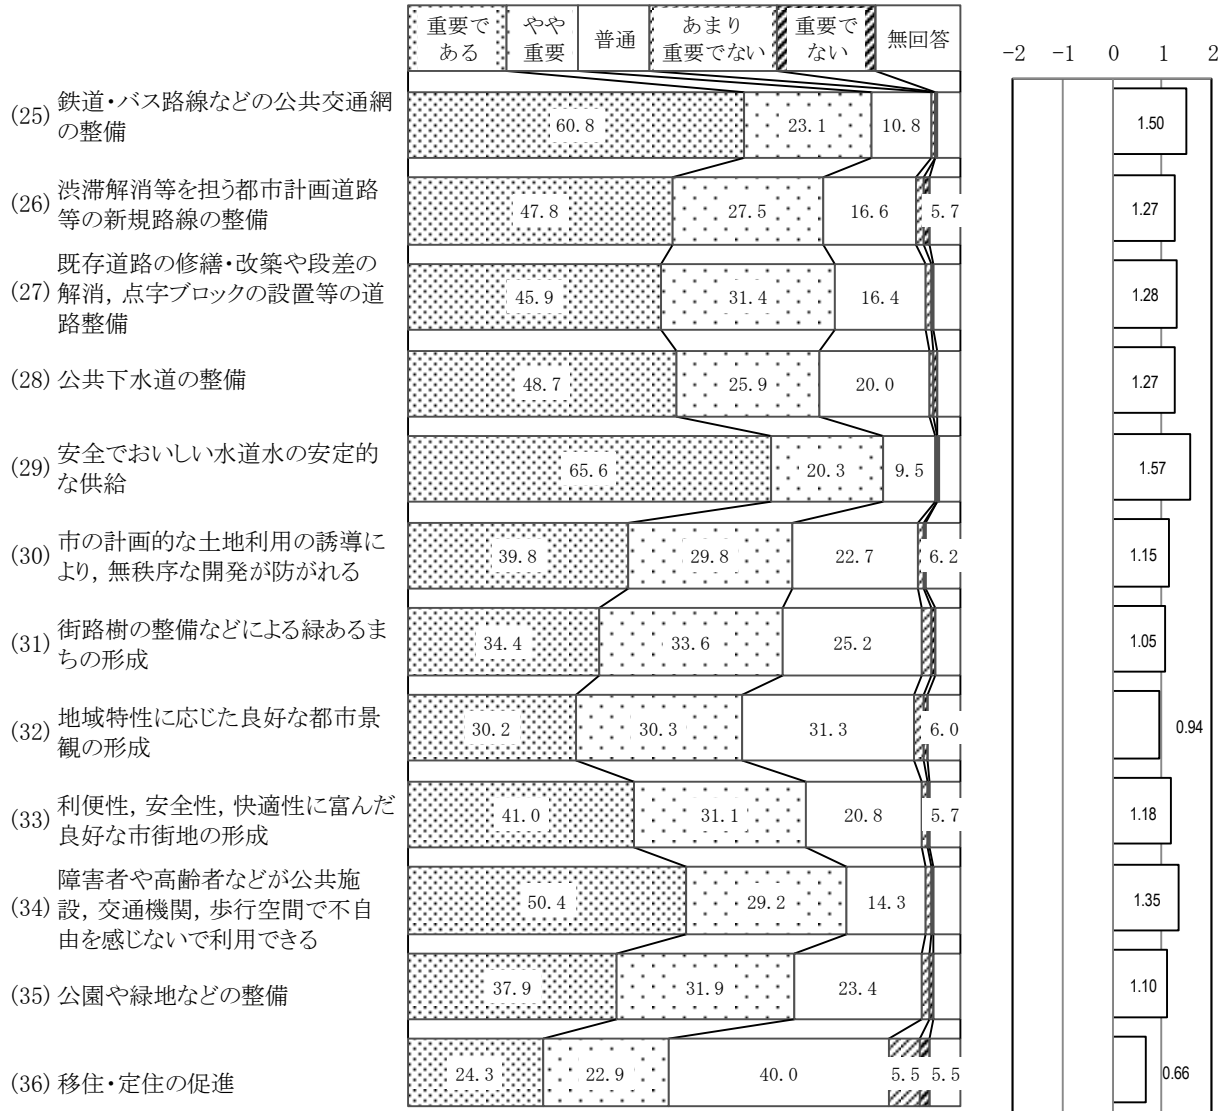 重要で
ある
やや
重要
普通
あまり
重要でない
重要で
ない
無回答
-2 -1 0 1 2
(25) 鉄道・バス路線などの公共交通網
の整備
60.8 23.1 10.8 1.50
(26) 渋滞解消等を担う都市計画道路
等の新規路線の整備
47.8 27.5 16.6 5.7 1.27
(27) 既存道路の修繕・改築や段差の
解消，点字ブロックの設置等の道
路整備
45.9 31.4 16.4 1.28
(28) 公共下水道の整備
48.7 25.9 20.0 1.27
(29) 安全でおいしい水道水の安定的
な供給
65.6 20.3 9.5 1.57
(30) 市の計画的な土地利用の誘導に
より，無秩序な開発が防がれる
39.8 29.8 22.7 6.2 1.15
(31) 街路樹の整備などによる緑あるま
ちの形成
34.4 33.6 25.2 1.05
(32) 地域特性に応じた良好な都市景
観の形成
30.2 30.3 31.3 6.0 0.94
(33) 利便性，安全性，快適性に富んだ
良好な市街地の形成
41.0 31.1 20.8 5.7 1.18
(34) 障害者や高齢者などが公共施
設，交通機関，歩行空間で不自
由を感じないで利用できる
50.4 29.2 14.3 1.35
(35) 公園や緑地などの整備
37.9 31.9 23.4 1.10
(36) 移住・定住の促進
24.3 22.9 40.0 5.5 5.5 0.66